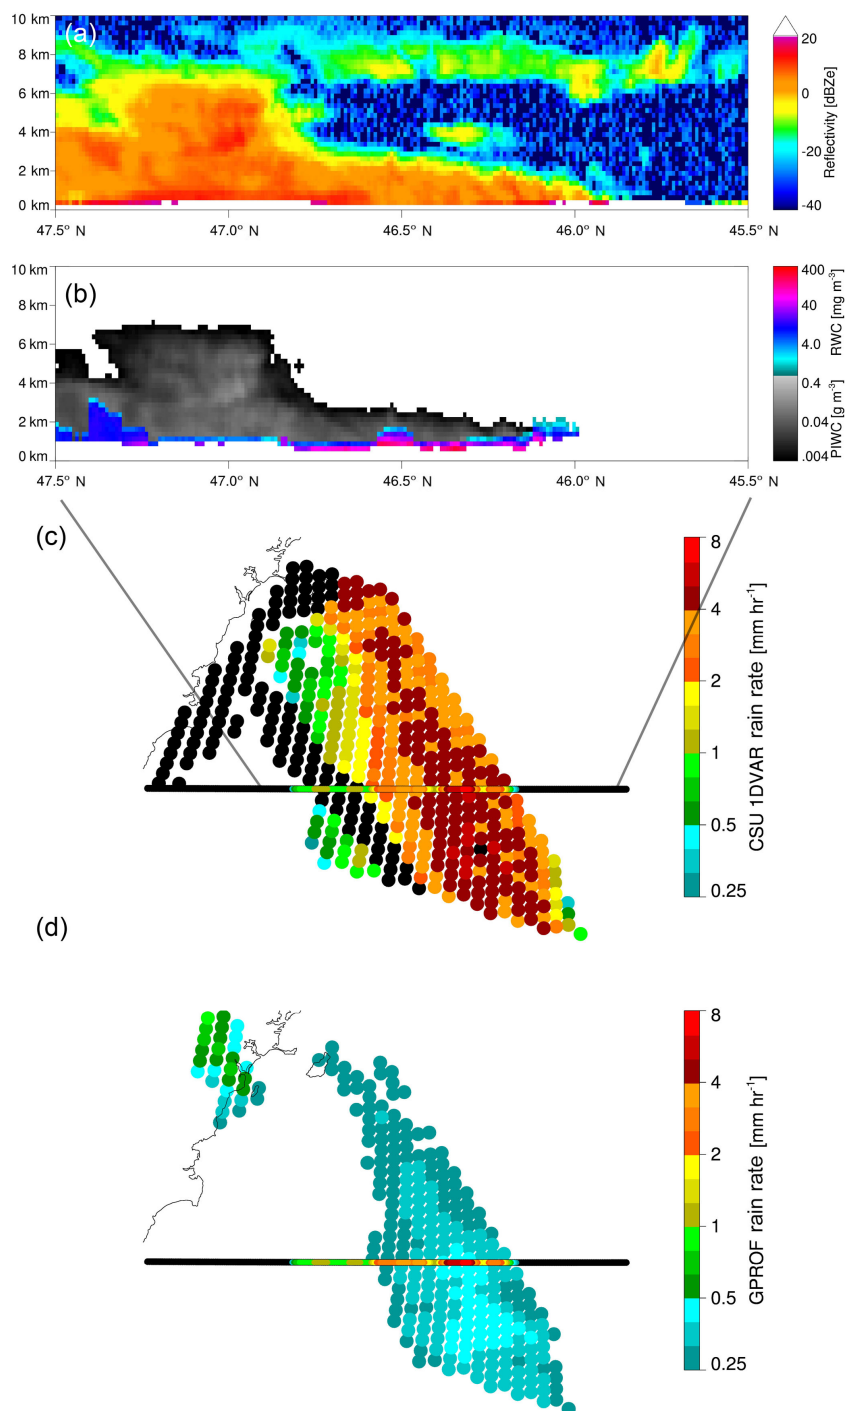 (a)
10 km
8 km
6 km
4 km
2 km
0 km
47.5° N
47.0° N
46.5° N
46.0° N
45.5° N
20
0
-20
-40
Reflectivity [dBZe]
(b)
10 km
8 km
6 km
4 km
2 km
0 km
47.5° N
47.0° N
46.5° N
46.0° N
45.5° N
400
40
4.0
0.4
0.04
.004
RWC [mg m⁻³]
PIWC [g m⁻³]
(c)
8
4
2
1
0.5
0.25
CSU 1DVAR rain rate [mm hr⁻¹]
(d)
8
4
2
1
0.5
0.25
GPROF rain rate [mm hr⁻¹]